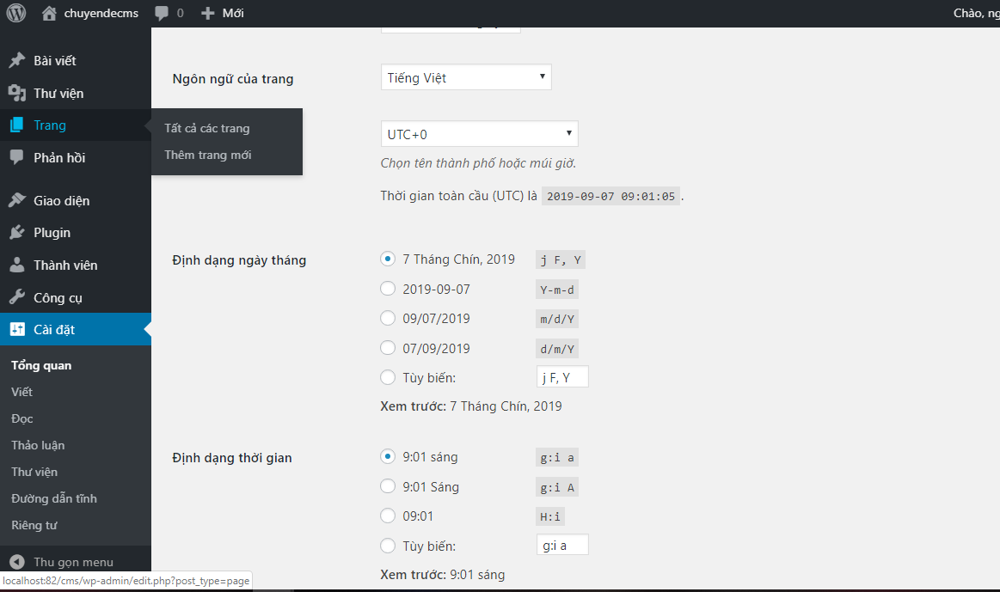 chuyendecms 0 Mới Chào, ng
Bài viết
Thư viện
Trang
Phản hồi
Giao diện
Plugin
Thành viên
Công cụ
Cài đặt
Tổng quan
Viết
Đọc
Thảo luận
Thư viện
Đường dẫn tĩnh
Riêng tư
Thu gọn menu
localhost:82/cms/wp-admin/edit.php?post_type=page
Tất cả các trang
Thêm trang mới
Ngôn ngữ của trang Tiếng Việt
UTC+0
Chọn tên thành phố hoặc múi giờ.
Thời gian toàn cầu (UTC) là 2019-09-07 09:01:05.
Định dạng ngày tháng 7 Tháng Chín, 2019 j F, Y
2019-09-07 Y-m-d
09/07/2019 m/d/Y
07/09/2019 d/m/Y
Tùy biến: j F, Y
Xem trước: 7 Tháng Chín, 2019
Định dạng thời gian 9:01 sáng g:i a
9:01 Sáng g:i A
09:01 H:i
Tùy biến: g:i a
Xem trước: 9:01 sáng